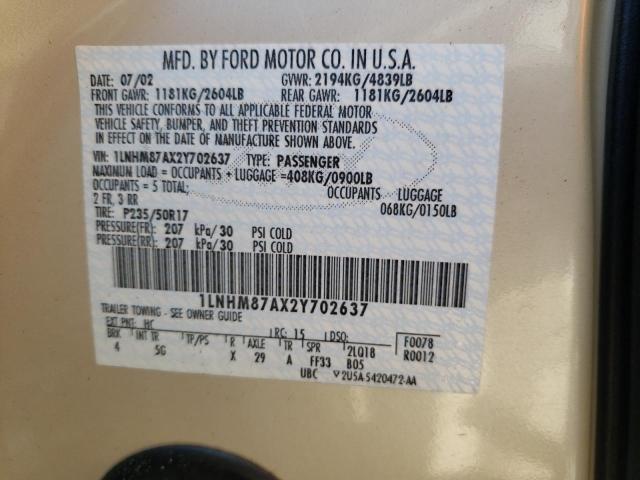 MFD. BY FORD MOTOR CO. IN U.S.A.
DATE: 07/02 GVWR: 2194KG/4839LB
FRONT GAWR: 1181KG/2604LB REAR GAWR: 1181KG/2604LB
THIS VEHICLE CONFORMS TO ALL APPLICABLE FEDERAL MOTOR
VEHICLE SAFETY, BUMPER, AND THEFT PREVENTION STANDARDS
IN EFFECT ON THE DATE OF MANUFACTURE SHOWN ABOVE.
VIN: 1LNHM87AX2Y702637 TYPE: PASSENGER
MAXIMUM LOAD = OCCUPANTS + LUGGAGE =408KG/0900LB
OCCUPANTS = 5 TOTAL; OCCUPANTS LUGGAGE
2 FR, 3 RR 068KG/0150LB
TIRE: P235/50R17
PRESSURE(FR): 207 kPa/30 PSI COLD
PRESSURE(RR): 207 kPa/30 PSI COLD
1LNHM87AX2Y702637
TRAILER TOWING - SEE OWNER GUIDE
EXT PNT: HC RC: 15 DSO: F0078
BRK INT TR TP/PS R AXLE TR SPR 2LQ18 R0012
4 5G X 29 A FF33 B05
UBC ▽2U5A-5420472-AA